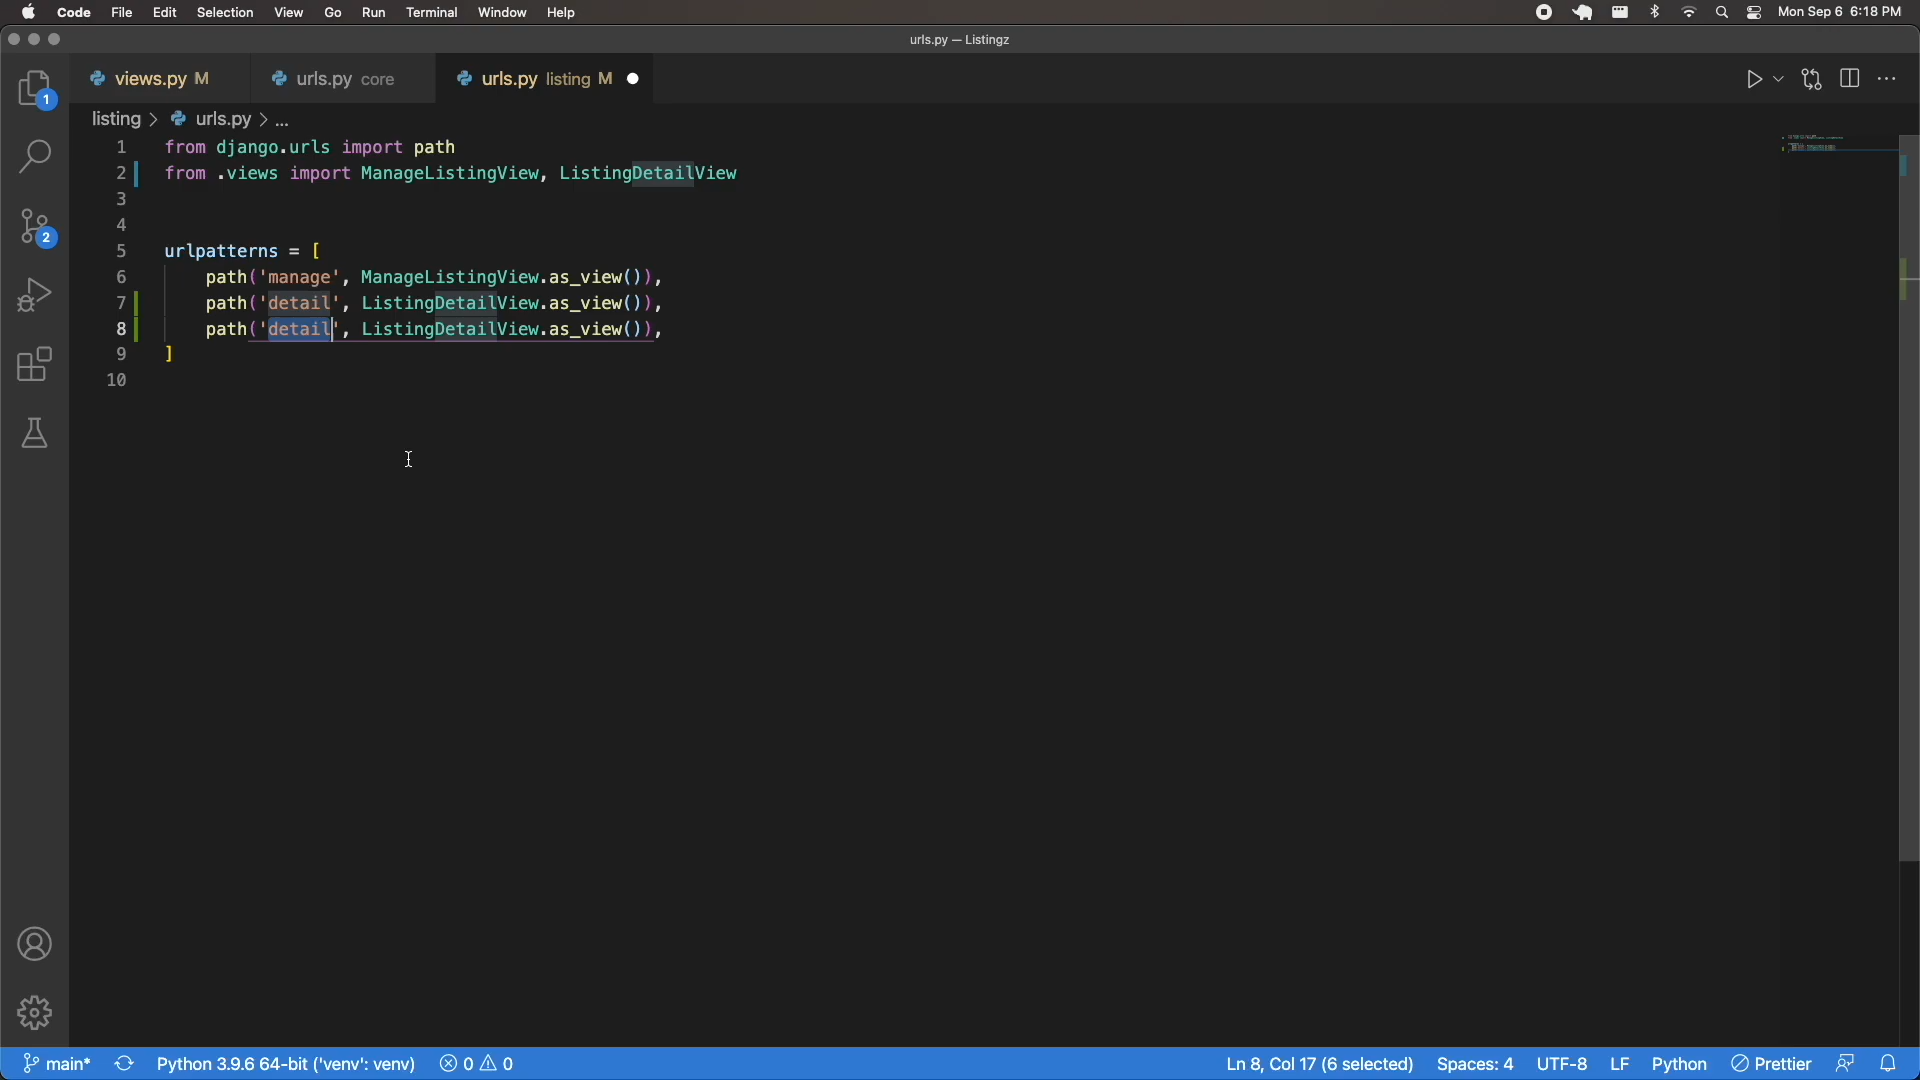 Code File Edit Selection View Go Run Terminal Window Help Mon Sep 6 6:18 PM
urls.py — Listingz
views.py M urls.py core urls.py listing M
listing > urls.py > ...
1 from django.urls import path
2 from .views import ManageListingView, ListingDetailView
3
4
5 urlpatterns = [
6 path('manage', ManageListingView.as_view()),
7 path('detail', ListingDetailView.as_view()),
8 path('detail', ListingDetailView.as_view()),
9 ]
10
1
2
main* Python 3.9.6 64-bit ('venv': venv) 0 0 Ln 8, Col 17 (6 selected) Spaces: 4 UTF-8 LF Python Prettier